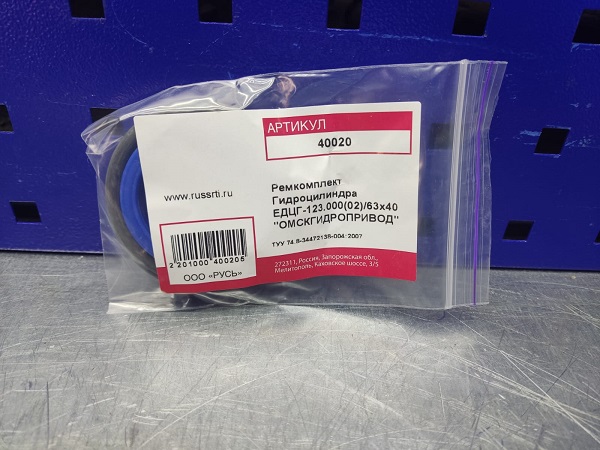 АРТИКУЛ
40020
www.russrti.ru
Ремкомплект
Гидроцилиндра
ЕДЦГ-123.000(02)/63х40
"ОМСКГИДРОПРИВОД"
ТУУ 74.8-34472138-004:2007
2 201000 400205
ООО «РУСЬ»
272311, Россия, Запорожская обл.,
Мелитополь, Каховское шоссе, 3/5